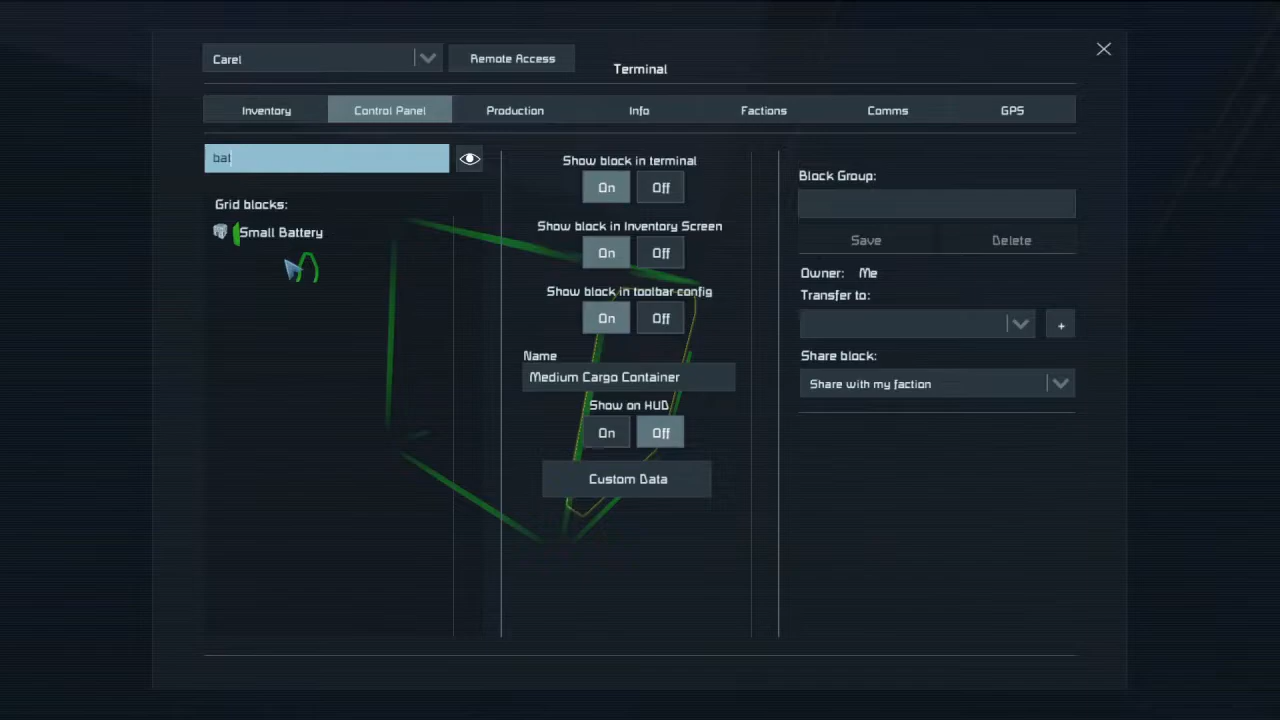 Carel
Remote Access
Terminal
Inventory
Control Panel
Production
Info
Factions
Comms
GPS
bat
Grid blocks:
Small Battery
Show block in terminal
On Off
Show block in Inventory Screen
On Off
Show block in toolbar config
On Off
Name
Medium Cargo Container
Show on HUD
On Off
Custom Data
Block Group:
Save Delete
Owner: Me
Transfer to:
+
Share block:
Share with my faction